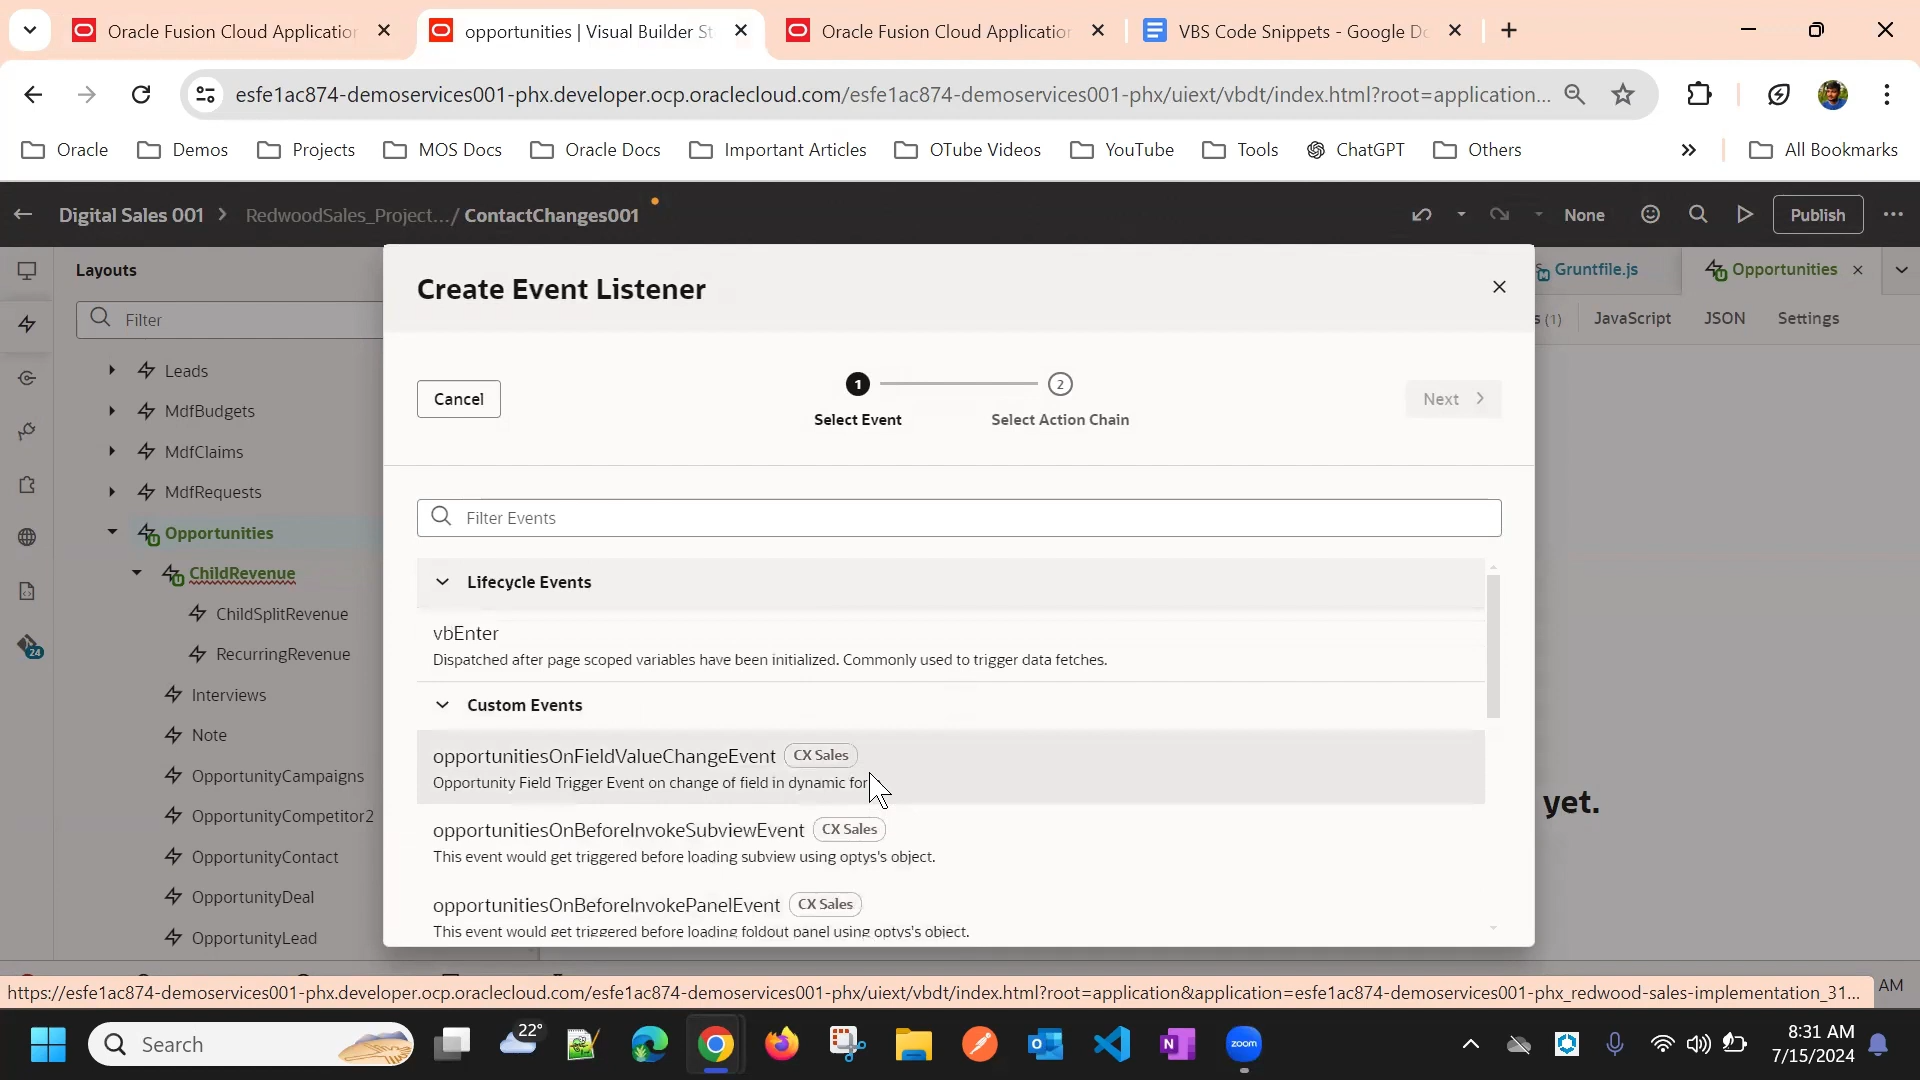 Oracle Fusion Cloud Application
opportunities | Visual Builder St
Oracle Fusion Cloud Application
VBS Code Snippets - Google Do
esfe1ac874-demoservices001-phx.developer.ocp.oraclecloud.com/esfe1ac874-demoservices001-phx/uiext/vbdt/index.html?root=application...
Oracle
Demos
Projects
MOS Docs
Oracle Docs
Important Articles
OTube Videos
YouTube
Tools
ChatGPT
Others
All Bookmarks
Digital Sales 001
RedwoodSales_Project.../ ContactChanges001
None
Publish
Layouts
Filter
Leads
MdfBudgets
MdfClaims
MdfRequests
Opportunities
ChildRevenue
ChildSplitRevenue
RecurringRevenue
Interviews
Note
OpportunityCampaigns
OpportunityCompetitor2
OpportunityContact
OpportunityDeal
OpportunityLead
24
Gruntfile.js
Opportunities
s (1)
JavaScript
JSON
Settings
yet.
Create Event Listener
Cancel
1
2
Select Event
Select Action Chain
Next
Filter Events
Lifecycle Events
vbEnter
Dispatched after page scoped variables have been initialized. Commonly used to trigger data fetches.
Custom Events
opportunitiesOnFieldValueChangeEvent CX Sales
Opportunity Field Trigger Event on change of field in dynamic for
opportunitiesOnBeforeInvokeSubviewEvent CX Sales
This event would get triggered before loading subview using optys's object.
opportunitiesOnBeforeInvokePanelEvent CX Sales
This event would get triggered before loading foldout panel using optys's object.
https://esfe1ac874-demoservices001-phx.developer.ocp.oraclecloud.com/esfe1ac874-demoservices001-phx/uiext/vbdt/index.html?root=application&application=esfe1ac874-demoservices001-phx_redwood-sales-implementation_31...
AM
Search
22°
zoom
8:31 AM
7/15/2024